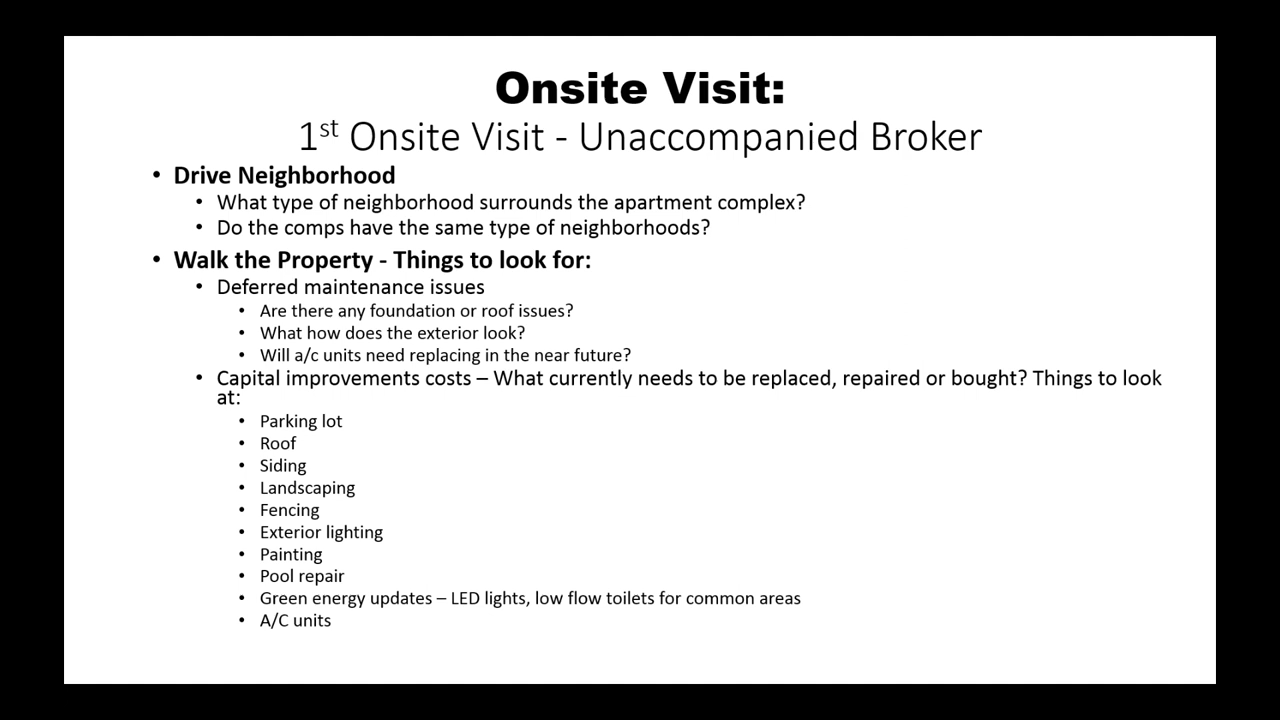 Onsite Visit:
1st Onsite Visit - Unaccompanied Broker
• Drive Neighborhood
• What type of neighborhood surrounds the apartment complex?
• Do the comps have the same type of neighborhoods?
• Walk the Property - Things to look for:
• Deferred maintenance issues
• Are there any foundation or roof issues?
• What how does the exterior look?
• Will a/c units need replacing in the near future?
• Capital improvements costs – What currently needs to be replaced, repaired or bought? Things to look
at:
• Parking lot
• Roof
• Siding
• Landscaping
• Fencing
• Exterior lighting
• Painting
• Pool repair
• Green energy updates – LED lights, low flow toilets for common areas
• A/C units